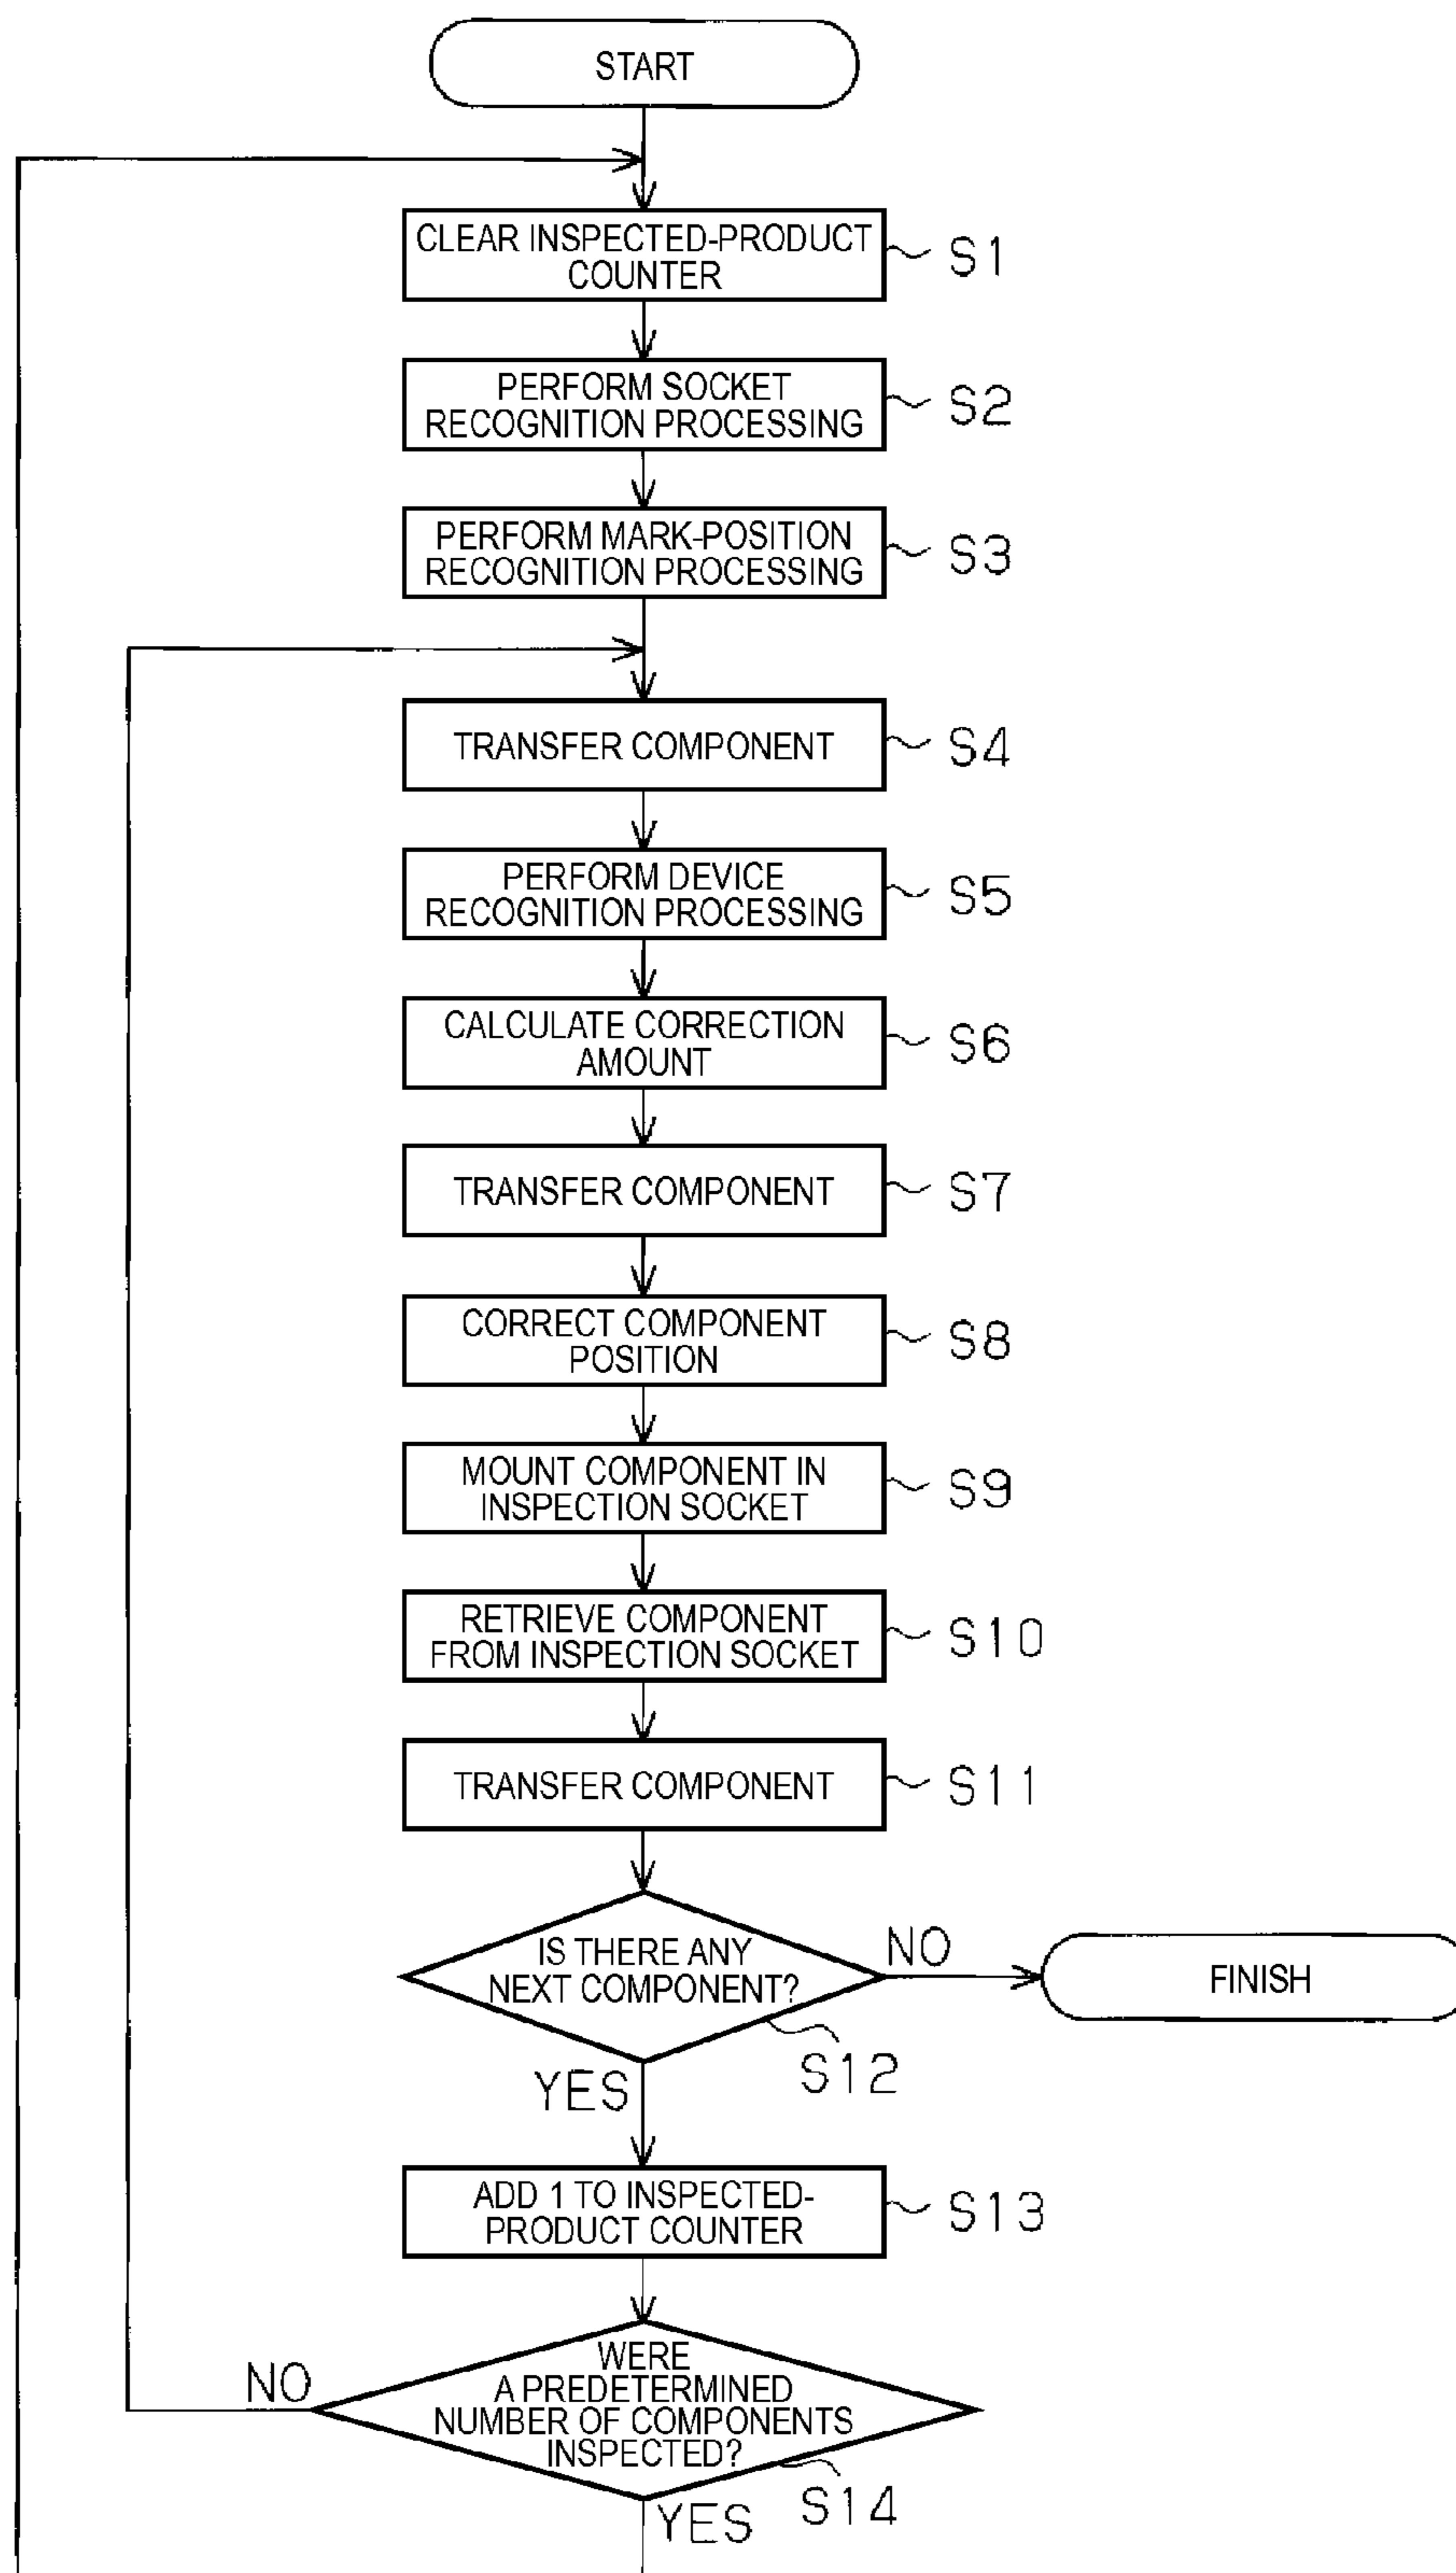 START
CLEAR INSPECTED-PRODUCT
COUNTER
S1
PERFORM SOCKET
RECOGNITION PROCESSING
S2
PERFORM MARK-POSITION
RECOGNITION PROCESSING
S3
TRANSFER COMPONENT
S4
PERFORM DEVICE
RECOGNITION PROCESSING
S5
CALCULATE CORRECTION
AMOUNT
S6
TRANSFER COMPONENT
S7
CORRECT COMPONENT
POSITION
S8
MOUNT COMPONENT IN
INSPECTION SOCKET
S9
RETRIEVE COMPONENT
FROM INSPECTION SOCKET
S10
TRANSFER COMPONENT
S11
IS THERE ANY
NEXT COMPONENT?
S12
NO
FINISH
YES
ADD 1 TO INSPECTED-
PRODUCT COUNTER
S13
WERE
A PREDETERMINED
NUMBER OF COMPONENTS
INSPECTED?
S14
NO
YES